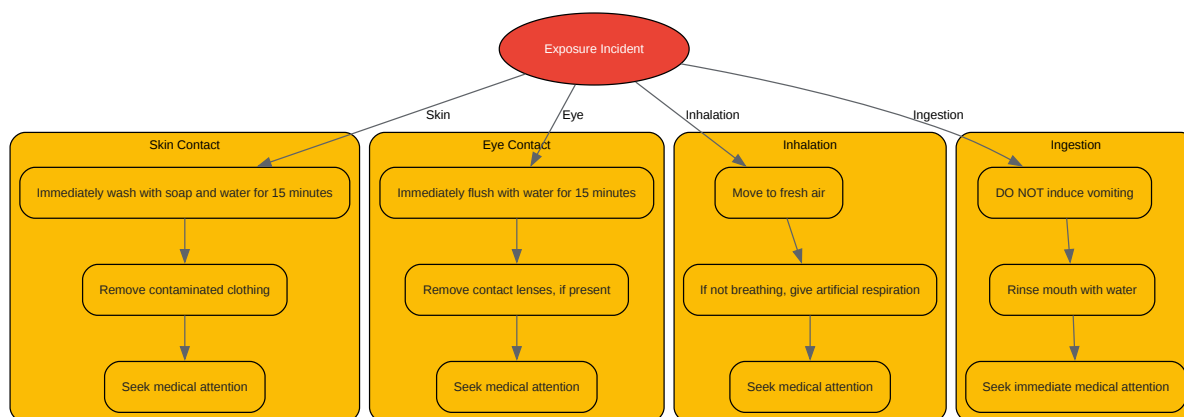 Exposure Incident
Skin
Eye
Inhalation
Ingestion
Skin Contact
Immediately wash with soap and water for 15 minutes
Remove contaminated clothing
Seek medical attention
Eye Contact
Immediately flush with water for 15 minutes
Remove contact lenses, if present
Seek medical attention
Inhalation
Move to fresh air
If not breathing, give artificial respiration
Seek medical attention
Ingestion
DO NOT induce vomiting
Rinse mouth with water
Seek immediate medical attention